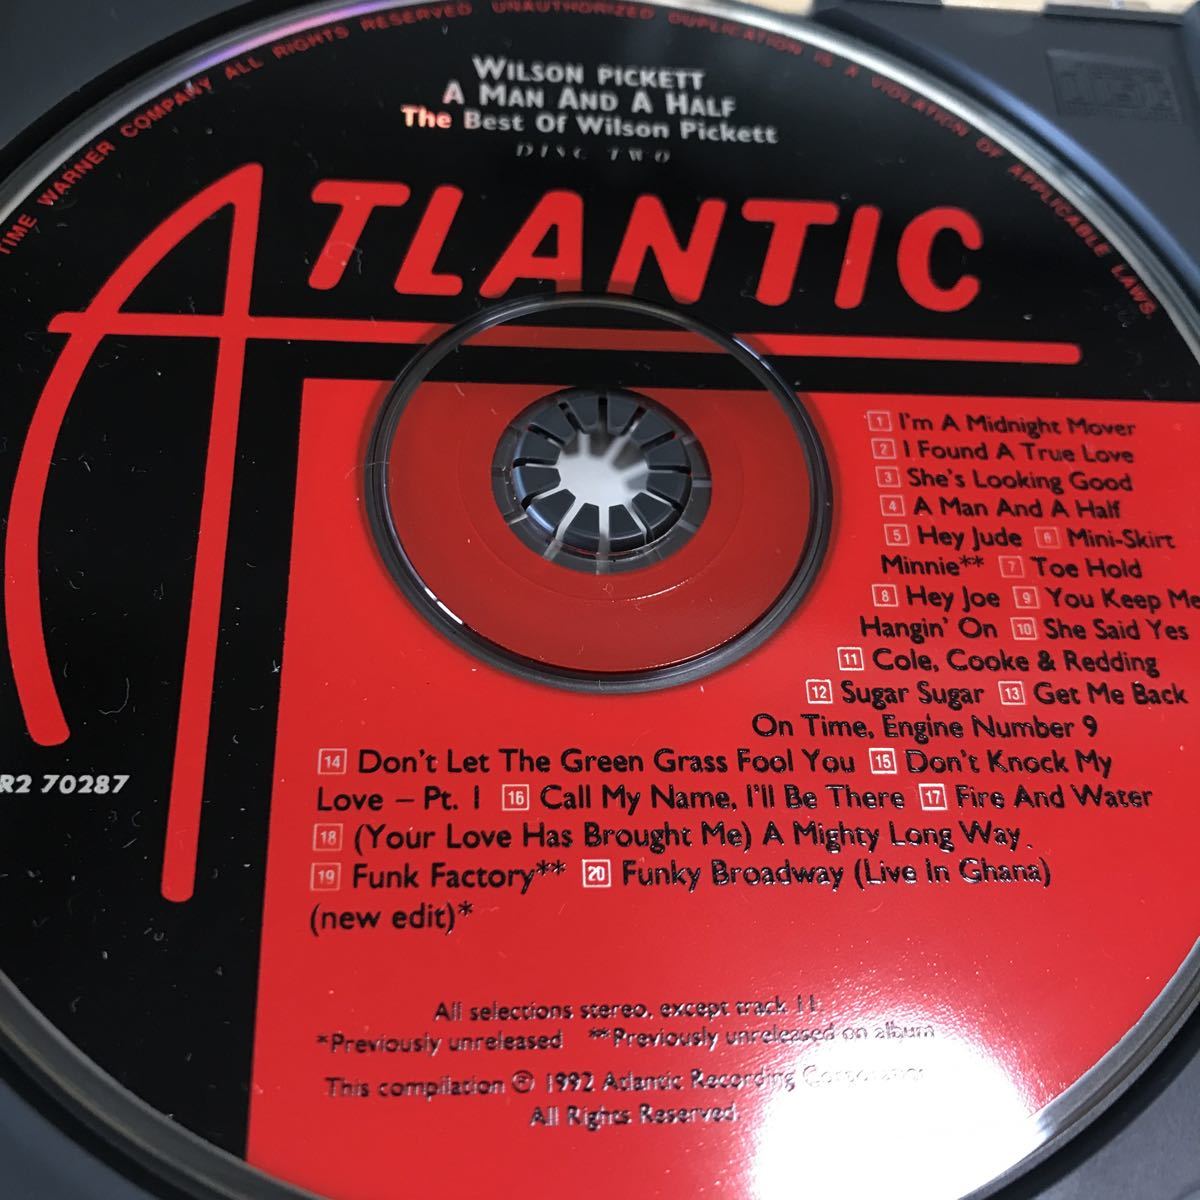 TIME WARNER COMPANY ALL RIGHTS RESERVED UNAUTHORIZED DUPLICATION IS A VIOLATION OF APPLICABLE LAWS.
WILSON PICKETT
A MAN AND A HALF
The Best Of Wilson Pickett
DISC TWO
ATLANTIC
1 I'm A Midnight Mover
2 I Found A True Love
3 She's Looking Good
4 A Man And A Half
5 Hey Jude 6 Mini-Skirt
Minnie** 7 Toe Hold
8 Hey Joe 9 You Keep Me
Hangin' On 10 She Said Yes
11 Cole, Cooke & Redding
12 Sugar Sugar 13 Get Me Back
On Time, Engine Number 9
14 Don't Let The Green Grass Fool You 15 Don't Knock My
Love – Pt. 1 16 Call My Name, I'll Be There 17 Fire And Water
18 (Your Love Has Brought Me) A Mighty Long Way
19 Funk Factory** 20 Funky Broadway (Live In Ghana)
(new edit)*
R2 70287
All selections stereo, except track 11.
*Previously unreleased **Previously unreleased on album
This compilation ℗ 1992 Atlantic Recording Corporation
All Rights Reserved.